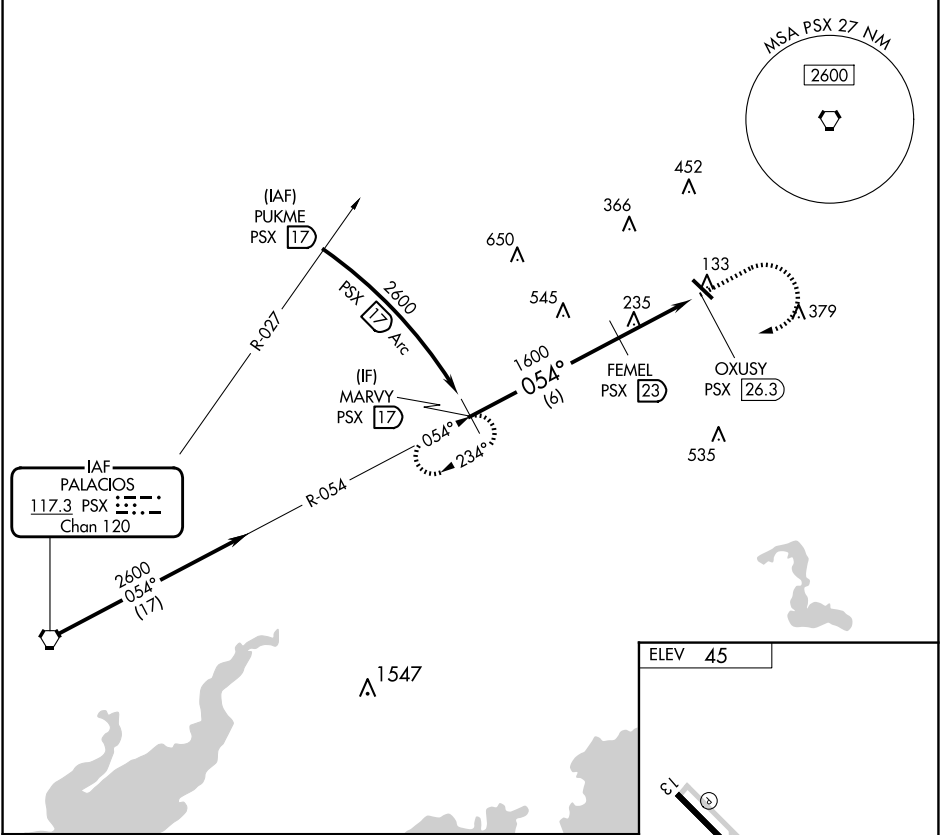 MSA PSX 27 NM
2600
452
366
(IAF)
PUKME
PSX 17
650
133
545
235
379
2600
PSX 17 Arc
R-027
1600
054°
(6)
FEMEL
PSX 23
OXUSY
PSX 26.3
(IF)
MARVY
PSX 17
054°
234°
535
IAF
PALACIOS
117.3 PSX
Chan 120
R-054
2600
054°
(17)
1547
ELEV 45
13
P